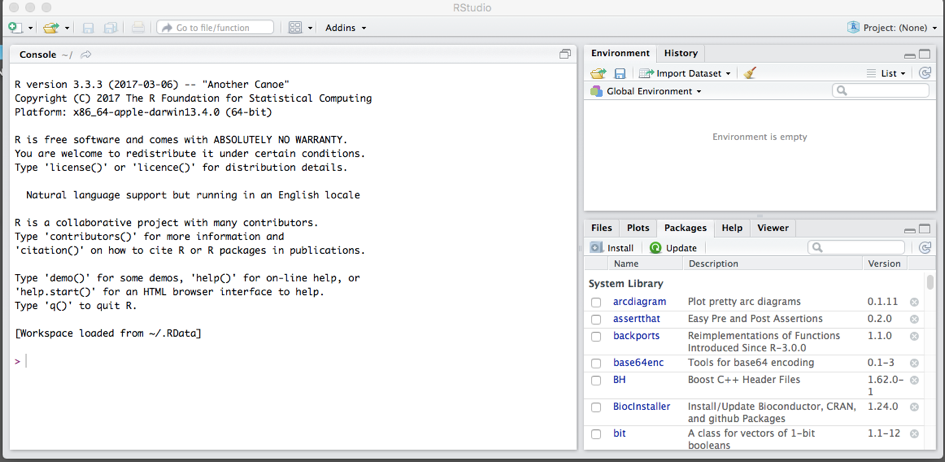 RStudio
Go to file/function
Addins
Project: (None)
Console ~/
R version 3.3.3 (2017-03-06) -- "Another Canoe"
Copyright (C) 2017 The R Foundation for Statistical Computing
Platform: x86_64-apple-darwin13.4.0 (64-bit)
R is free software and comes with ABSOLUTELY NO WARRANTY.
You are welcome to redistribute it under certain conditions.
Type 'license()' or 'licence()' for distribution details.
Natural language support but running in an English locale
R is a collaborative project with many contributors.
Type 'contributors()' for more information and
'citation()' on how to cite R or R packages in publications.
Type 'demo()' for some demos, 'help()' for on-line help, or
'help.start()' for an HTML browser interface to help.
Type 'q()' to quit R.
[Workspace loaded from ~/.RData]
>
Environment History
Import Dataset List
Global Environment
Environment is empty
Files Plots Packages Help Viewer
Install Update
Name Description Version
System Library
arcdiagram Plot pretty arc diagrams 0.1.11
assertthat Easy Pre and Post Assertions 0.2.0
backports Reimplementations of Functions 1.1.0
Introduced Since R-3.0.0
base64enc Tools for base64 encoding 0.1-3
BH Boost C++ Header Files 1.62.0-
1
BiocInstaller Install/Update Bioconductor, CRAN, 1.24.0
and github Packages
bit A class for vectors of 1-bit 1.1-12
booleans